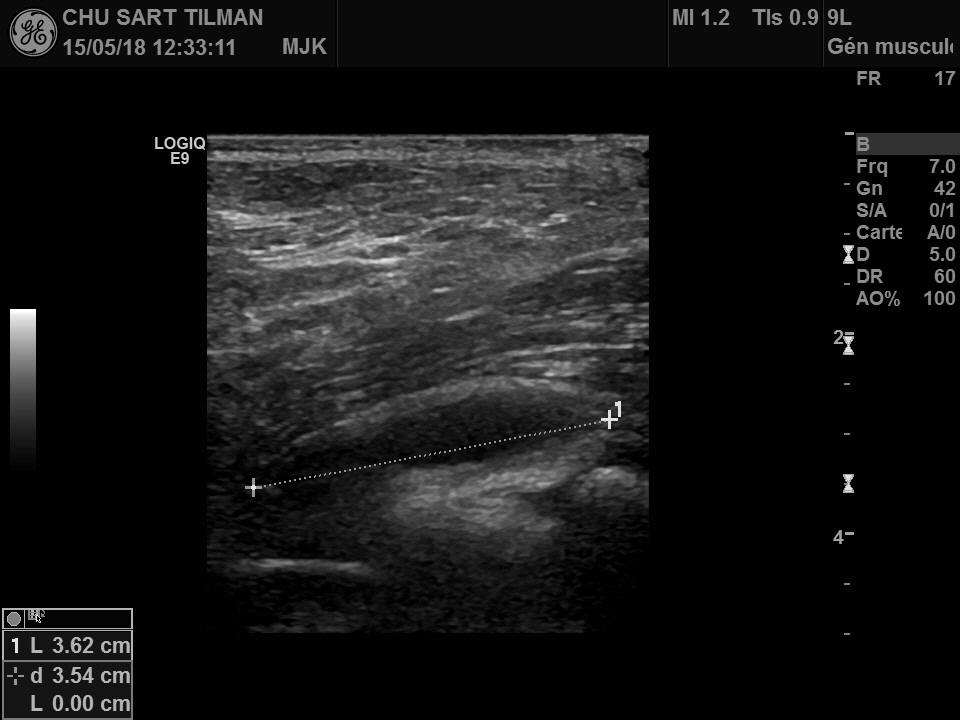 CHU SART TILMAN
15/05/18 12:33:11 MJK
MI 1.2 TIs 0.9
9L
Gén muscul
FR 17
LOGIQ
E9
B
Frq 7.0
Gn 42
S/A 0/1
Carte A/0
D 5.0
DR 60
AO% 100
2
4
1
1 L 3.62 cm
d 3.54 cm
L 0.00 cm